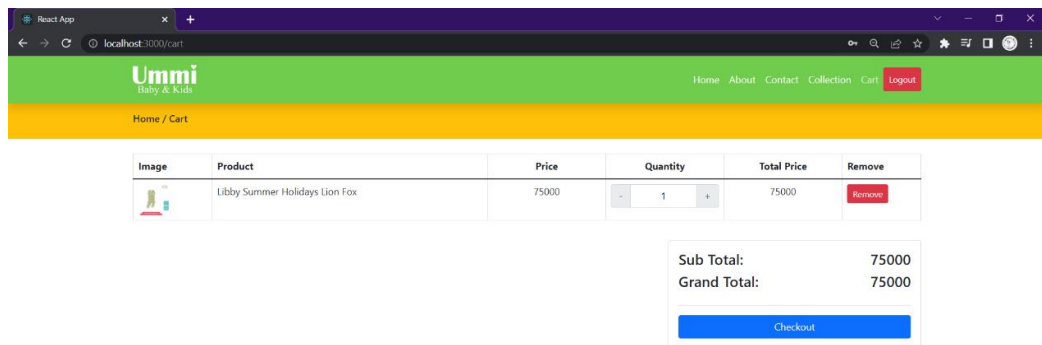 React App
localhost:3000/cart
Ummi
Baby & Kids
Home About Contact Collection Cart Logout
Home / Cart
Image Product Price Quantity Total Price Remove
Libby Summer Holidays Lion Fox 75000 - 1 + 75000 Remove
Sub Total: 75000
Grand Total: 75000
Checkout